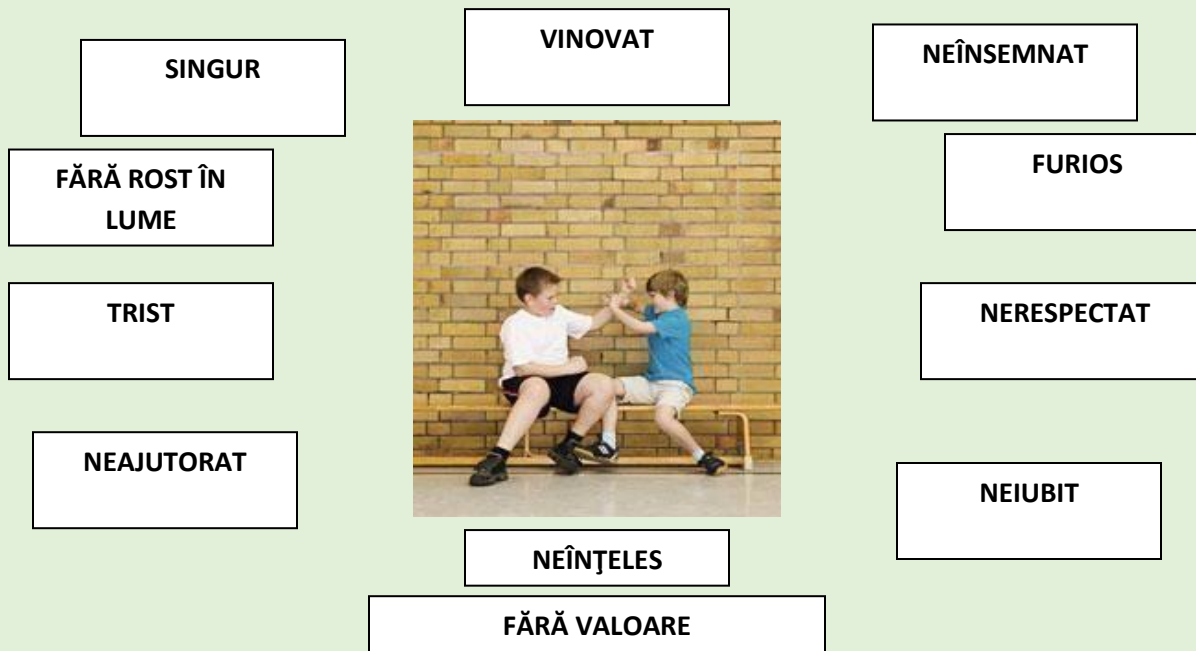 VINOVAT
SINGUR
NEÎNSEMNAT
FĂRĂ ROST ÎN
LUME
FURIOS
TRIST
NERESPECTAT
NEAJUTORAT
NEIUBIT
NEÎNŢELES
FĂRĂ VALOARE